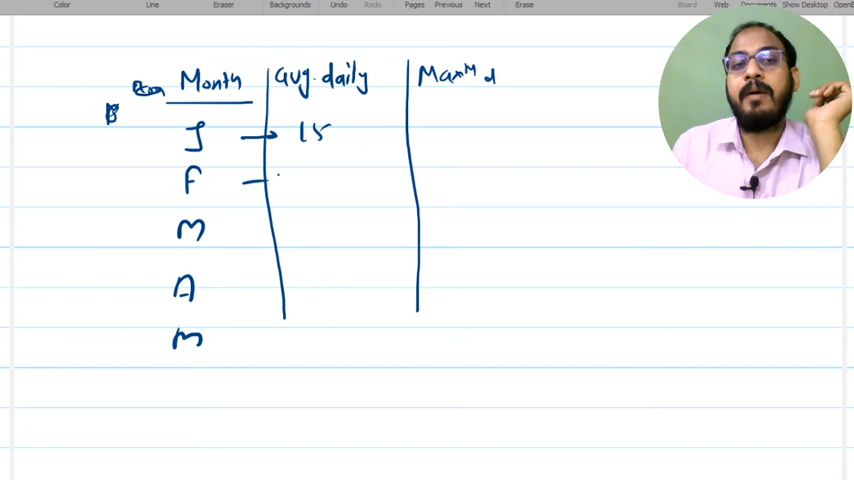 Color Line Eraser Backgrounds Undo Redo Pages Previous Next Erase Board Web Documents Show Desktop
Month avg. daily Maxm d
J → 15
F —
M
A
M